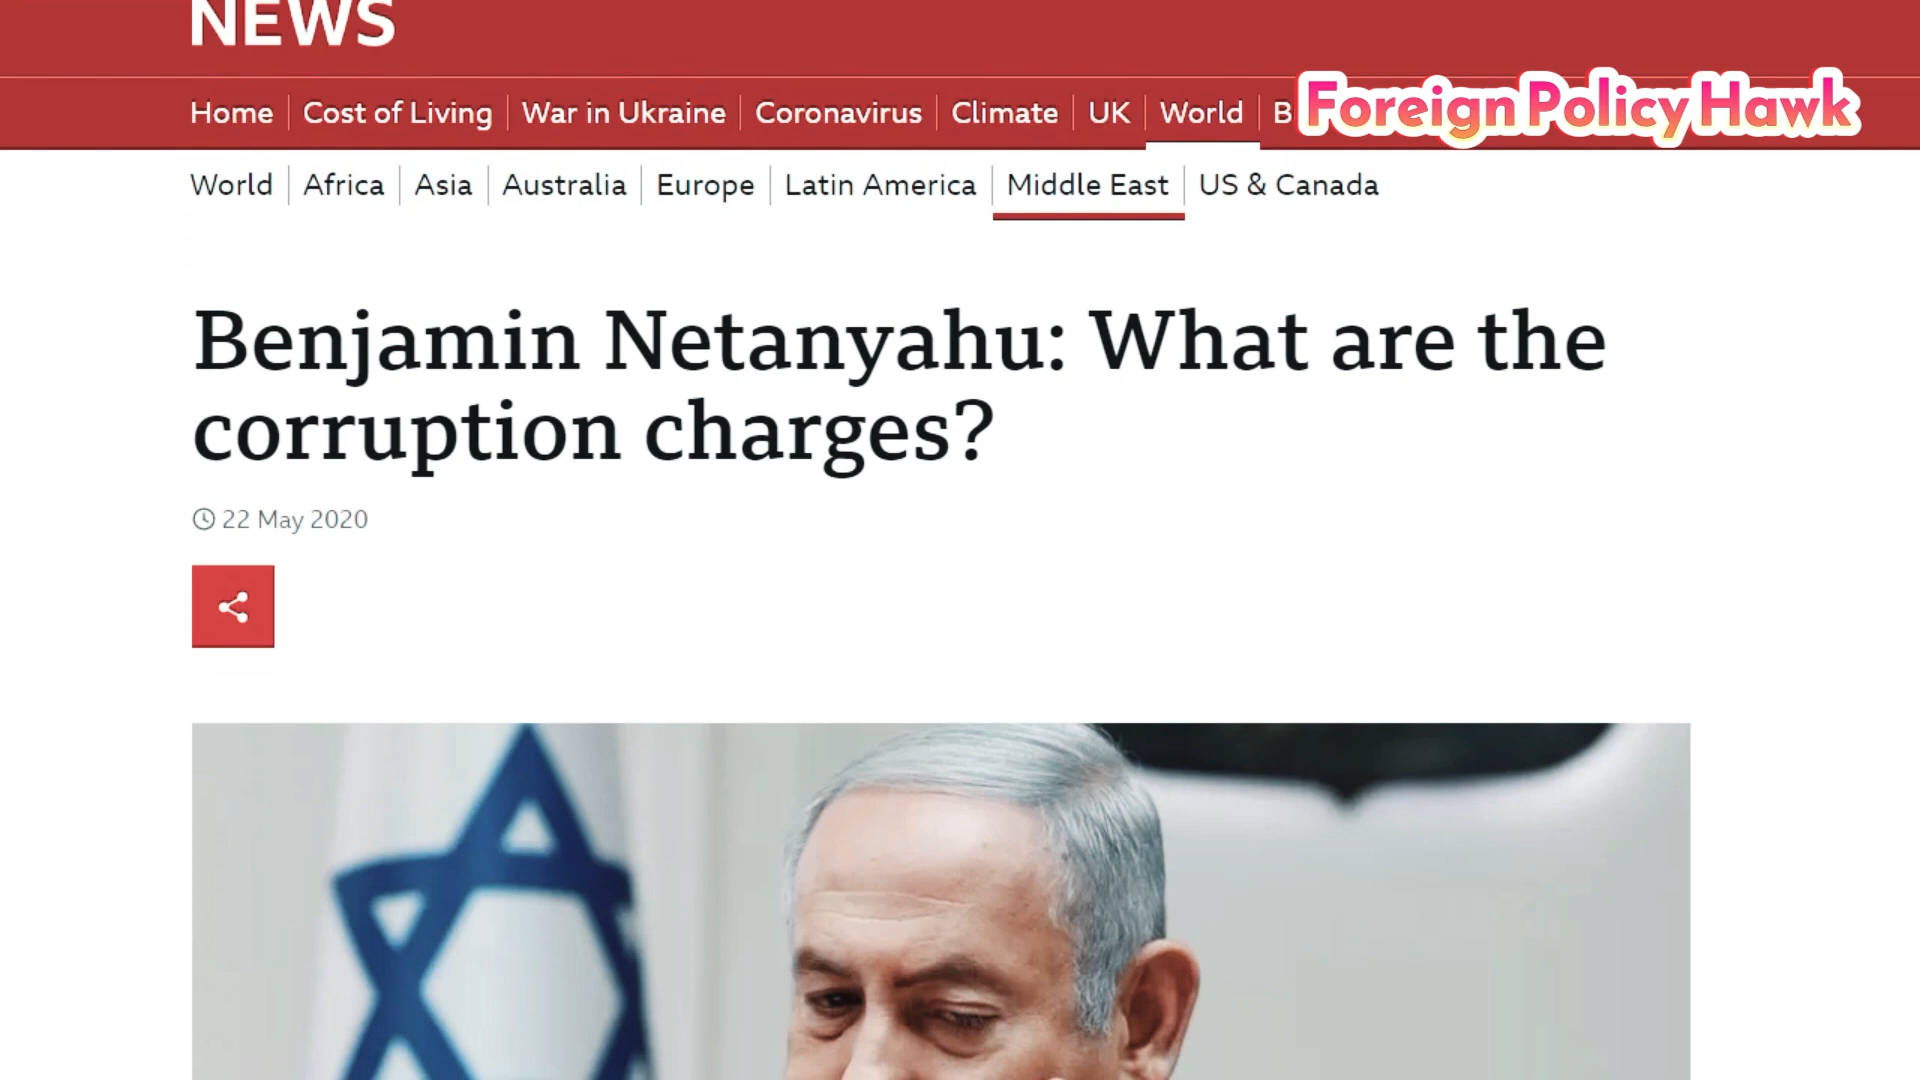 NEWS
Home Cost of Living War in Ukraine Coronavirus Climate UK World B
Foreign Policy Hawk
World Africa Asia Australia Europe Latin America Middle East US & Canada
Benjamin Netanyahu: What are the
corruption charges?
22 May 2020